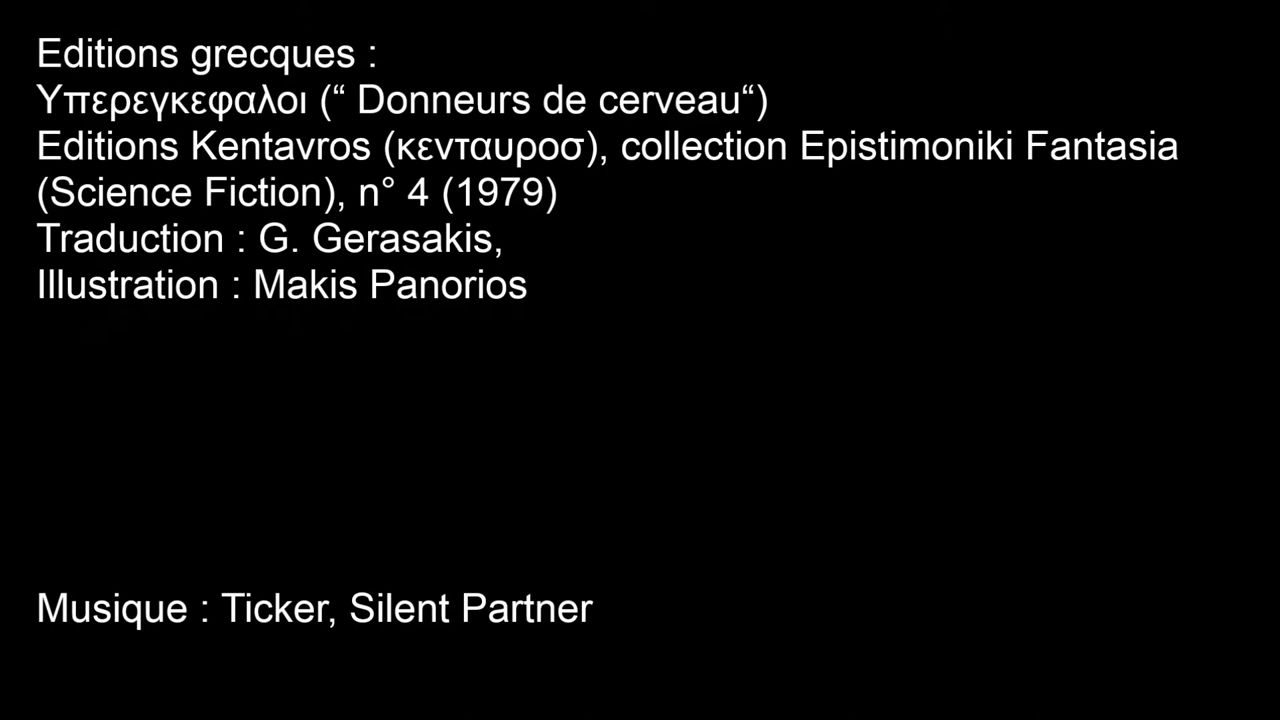 Editions grecques :
Υπερεγκεφαλοι (“ Donneurs de cerveau“)
Editions Kentavros (κενταυροσ), collection Epistimoniki Fantasia
(Science Fiction), n° 4 (1979)
Traduction : G. Gerasakis,
Illustration : Makis Panorios
Musique : Ticker, Silent Partner